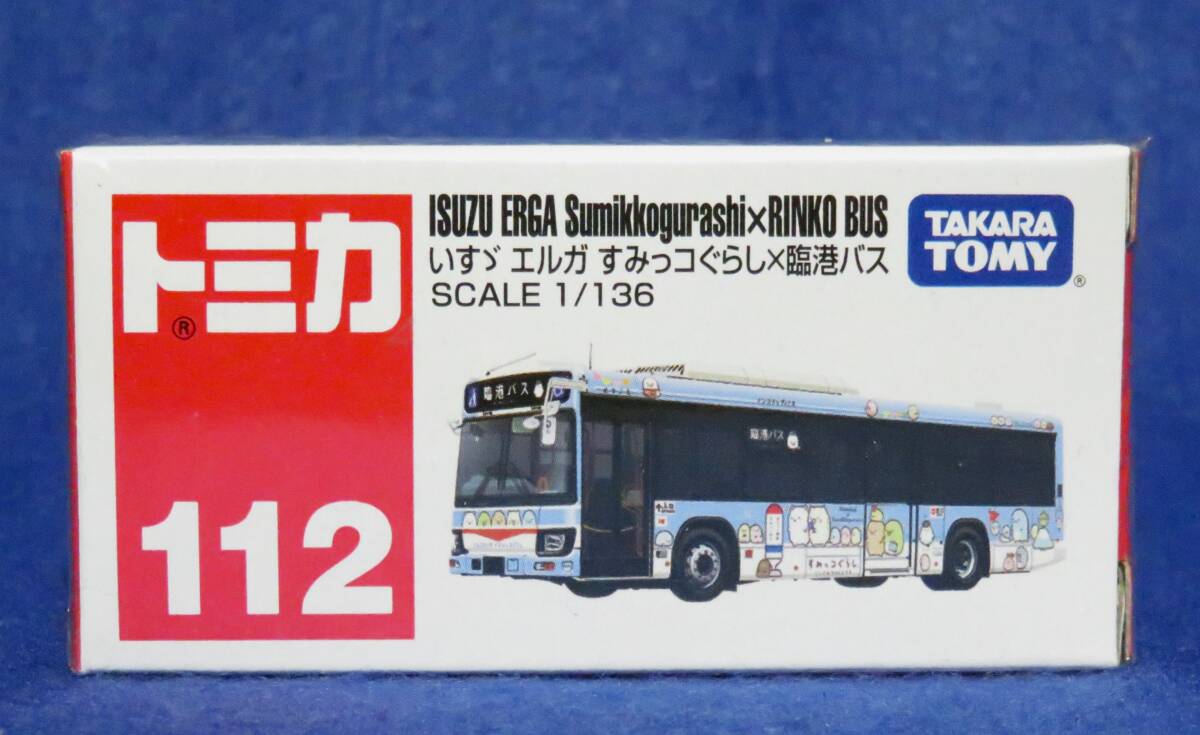 トミカ
®
112
ISUZU ERGA Sumikkogurashi×RINKO BUS
いすゞ エルガ すみっコぐらし×臨港バス
SCALE 1/136
TAKARA
TOMY
®
臨港バス
臨港バス
すみっコぐらし